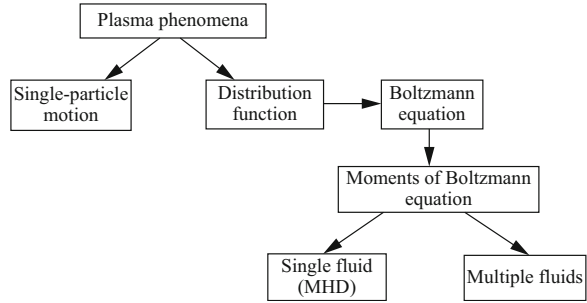 Plasma phenomena
Single-particle
motion
Distribution
function
Boltzmann
equation
Moments of Boltzmann
equation
Single fluid
(MHD)
Multiple fluids